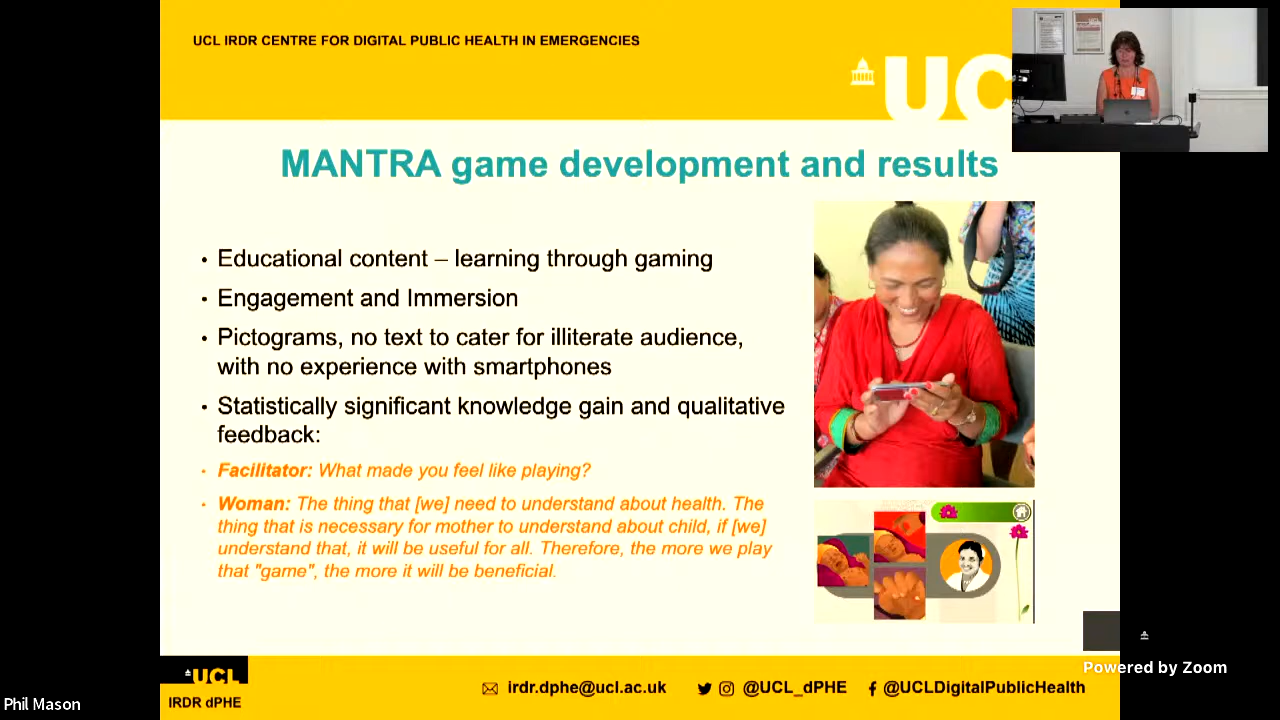 UCL IRDR CENTRE FOR DIGITAL PUBLIC HEALTH IN EMERGENCIES
MANTRA game development and results
• Educational content – learning through gaming
• Engagement and Immersion
• Pictograms, no text to cater for illiterate audience,
with no experience with smartphones
• Statistically significant knowledge gain and qualitative
feedback:
• Facilitator: What made you feel like playing?
• Woman: The thing that [we] need to understand about health. The
thing that is necessary for mother to understand about child, if [we]
understand that, it will be useful for all. Therefore, the more we play
that "game", the more it will be beneficial.
UCL
IRDR dPHE
irdr.dphe@ucl.ac.uk
@UCL_dPHE
@UCLDigitalPublicHealth
Powered by Zoom
Phil Mason